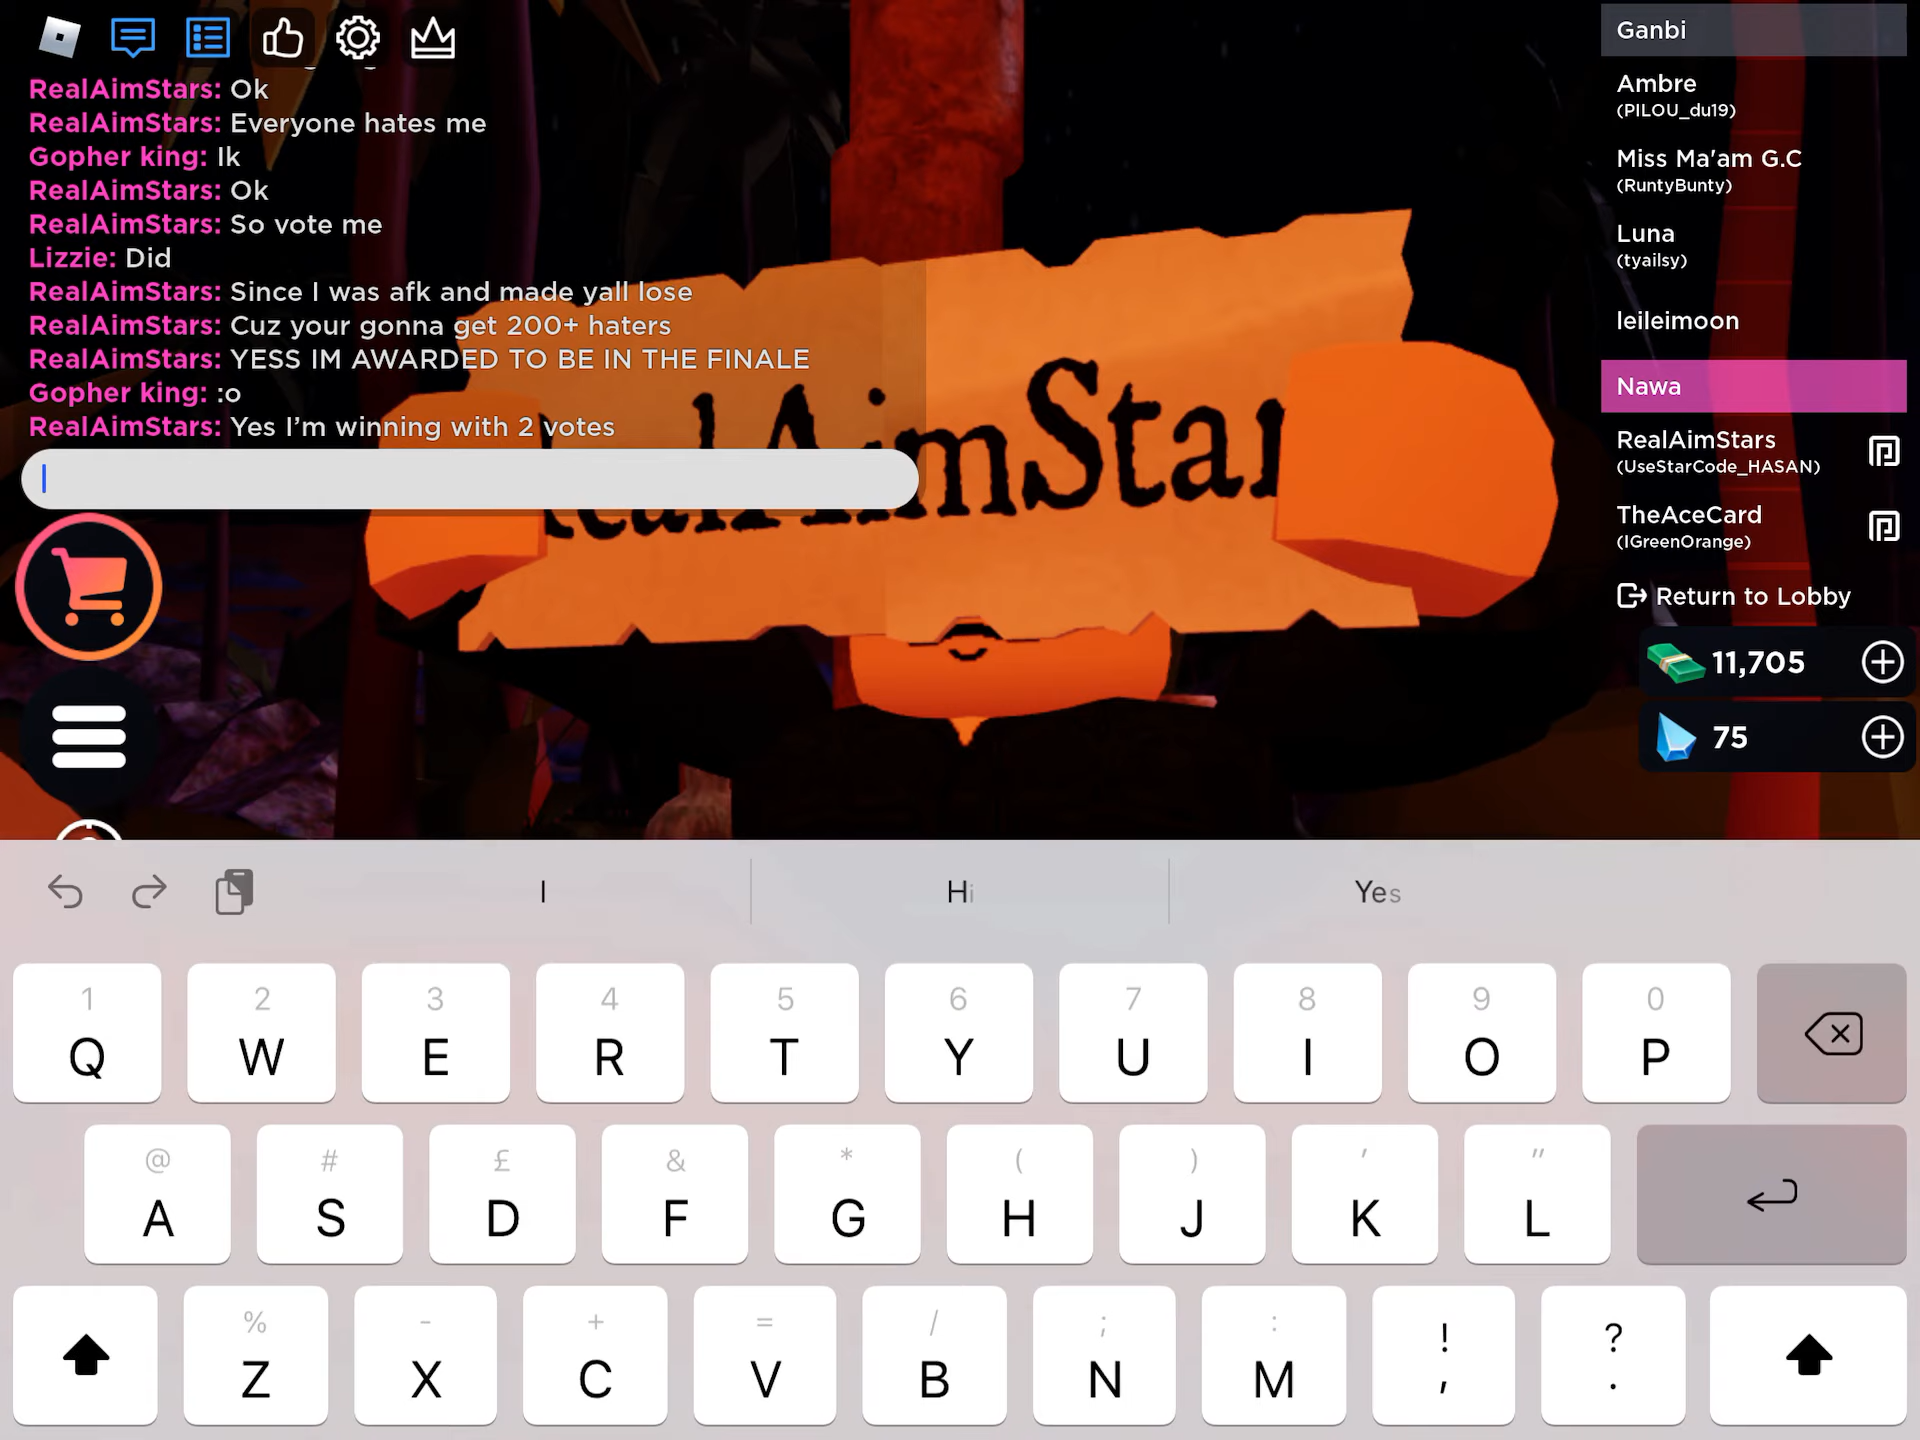 RealAimStars: Ok
RealAimStars: Everyone hates me
Gopher king: Ik
RealAimStars: Ok
RealAimStars: So vote me
Lizzie: Did
RealAimStars: Since I was afk and made yall lose
RealAimStars: Cuz your gonna get 200+ haters
RealAimStars: YESS IM AWARDED TO BE IN THE FINALE
Gopher king: :o
RealAimStars: Yes I’m winning with 2 votes
RealAimStar
Ganbi
Ambre
(PILOU_du19)
Miss Ma'am G.C
(RuntyBunty)
Luna
(tyailsy)
leileimoon
Nawa
RealAimStars
(UseStarCode_HASAN)
TheAceCard
(IGreenOrange)
Return to Lobby
11,705
75
I Hi Yes
1 2 3 4 5 6 7 8 9 0
Q W E R T Y U I O P
@ # £ & * ( ) ' "
A S D F G H J K L
% - + = / ; : ! ?
Z X C V B N M , .